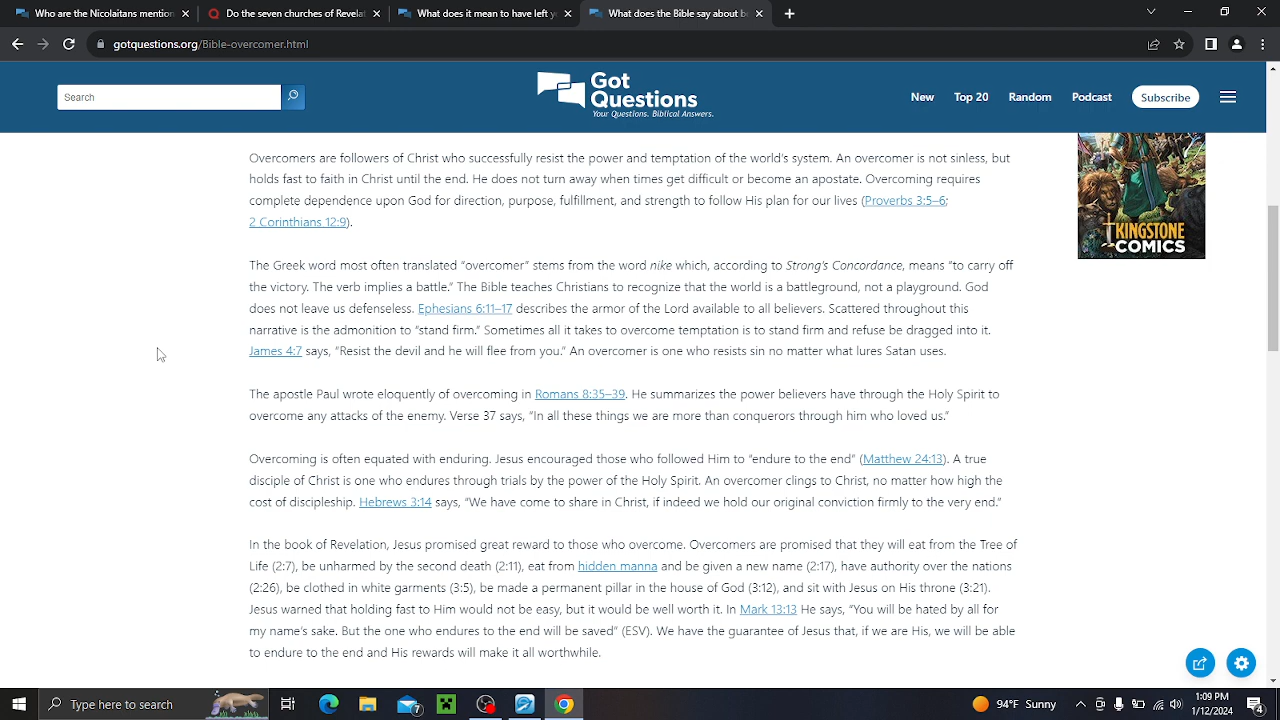 Who are the Nicolaitans mention
Do the seven churches of Revelat
What does it mean to have left y
What does the Bible say about be
gotquestions.org/Bible-overcomer.html
Search
Got
Questions
Your Questions. Biblical Answers.
New Top 20 Random Podcast Subscribe
Overcomers are followers of Christ who successfully resist the power and temptation of the world's system. An overcomer is not sinless, but
holds fast to faith in Christ until the end. He does not turn away when times get difficult or become an apostate. Overcoming requires
complete dependence upon God for direction, purpose, fulfillment, and strength to follow His plan for our lives (Proverbs 3:5–6;
2 Corinthians 12:9).
KINGSTONE
COMICS
The Greek word most often translated “overcomer” stems from the word nike which, according to Strong's Concordance, means “to carry off
the victory. The verb implies a battle.” The Bible teaches Christians to recognize that the world is a battleground, not a playground. God
does not leave us defenseless. Ephesians 6:11–17 describes the armor of the Lord available to all believers. Scattered throughout this
narrative is the admonition to “stand firm.” Sometimes all it takes to overcome temptation is to stand firm and refuse be dragged into it.
James 4:7 says, “Resist the devil and he will flee from you.” An overcomer is one who resists sin no matter what lures Satan uses.
The apostle Paul wrote eloquently of overcoming in Romans 8:35–39. He summarizes the power believers have through the Holy Spirit to
overcome any attacks of the enemy. Verse 37 says, “In all these things we are more than conquerors through him who loved us.”
Overcoming is often equated with enduring. Jesus encouraged those who followed Him to “endure to the end” (Matthew 24:13). A true
disciple of Christ is one who endures through trials by the power of the Holy Spirit. An overcomer clings to Christ, no matter how high the
cost of discipleship. Hebrews 3:14 says, “We have come to share in Christ, if indeed we hold our original conviction firmly to the very end.”
In the book of Revelation, Jesus promised great reward to those who overcome. Overcomers are promised that they will eat from the Tree of
Life (2:7), be unharmed by the second death (2:11), eat from hidden manna and be given a new name (2:17), have authority over the nations
(2:26), be clothed in white garments (3:5), be made a permanent pillar in the house of God (3:12), and sit with Jesus on His throne (3:21).
Jesus warned that holding fast to Him would not be easy, but it would be well worth it. In Mark 13:13 He says, “You will be hated by all for
my name's sake. But the one who endures to the end will be saved” (ESV). We have the guarantee of Jesus that, if we are His, we will be able
to endure to the end and His rewards will make it all worthwhile.
Type here to search
7
34°F Sunny
1:09 PM
1/12/2024
4